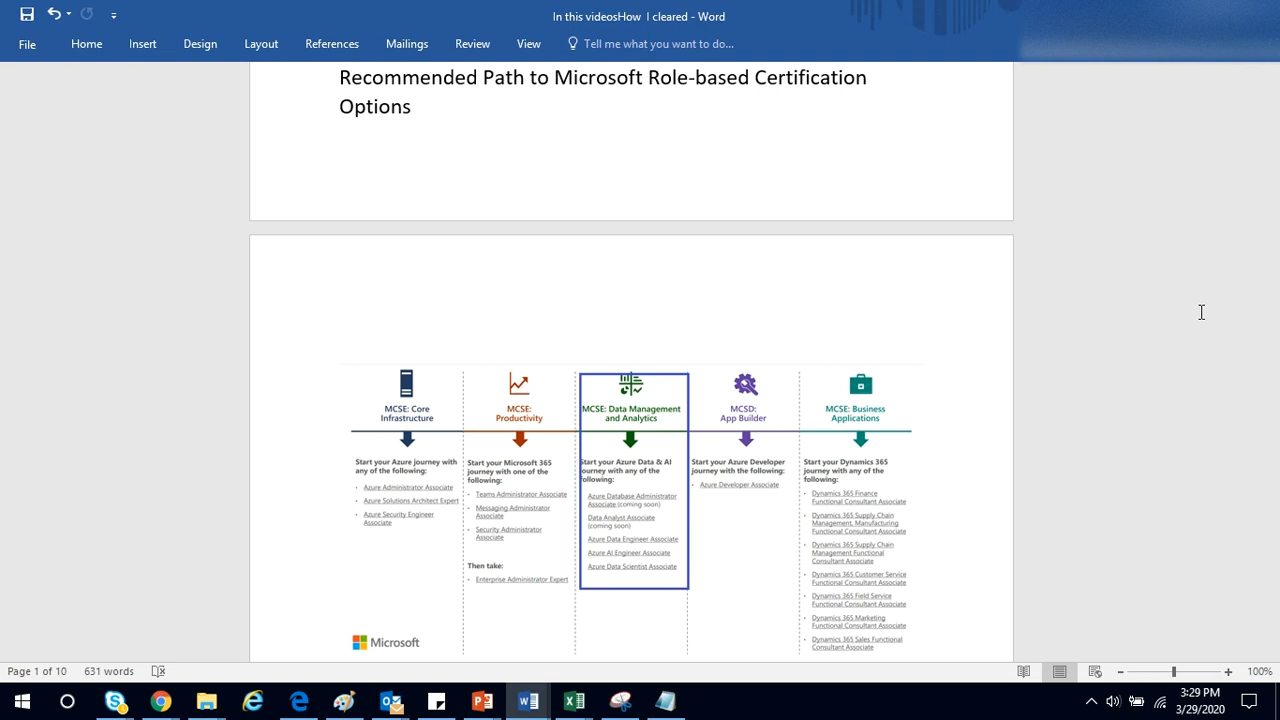 In this videosHow I cleared - Word
File Home Insert Design Layout References Mailings Review View Tell me what you want to do...
Recommended Path to Microsoft Role-based Certification
Options
MCSE: Core
Infrastructure
Start your Azure journey with
any of the following:
• Azure Administrator Associate
• Azure Solutions Architect Expert
• Azure Security Engineer
Associate
MCSE:
Productivity
Start your Microsoft 365
journey with one of the
following:
• Teams Administrator Associate
• Messaging Administrator
Associate
• Security Administrator
Associate
Then take:
• Enterprise Administrator Expert
MCSE: Data Management
and Analytics
Start your Azure Data & AI
journey with any of the
following:
Azure Database Administrator
Associate (coming soon)
Data Analyst Associate
(coming soon)
Azure Data Engineer Associate
Azure AI Engineer Associate
Azure Data Scientist Associate
MCSD:
App Builder
Start your Azure Developer
journey with the following:
• Azure Developer Associate
MCSE: Business
Applications
Start your Dynamics 365
journey with any of the
following:
• Dynamics 365 Finance
Functional Consultant Associate
• Dynamics 365 Supply Chain
Management, Manufacturing
Functional Consultant Associate
• Dynamics 365 Supply Chain
Management Functional
Consultant Associate
• Dynamics 365 Customer Service
Functional Consultant Associate
• Dynamics 365 Field Service
Functional Consultant Associate
• Dynamics 365 Marketing
Functional Consultant Associate
• Dynamics 365 Sales Functional
Consultant Associate
Microsoft
Page 1 of 10 631 words 100%
3:29 PM
3/29/2020